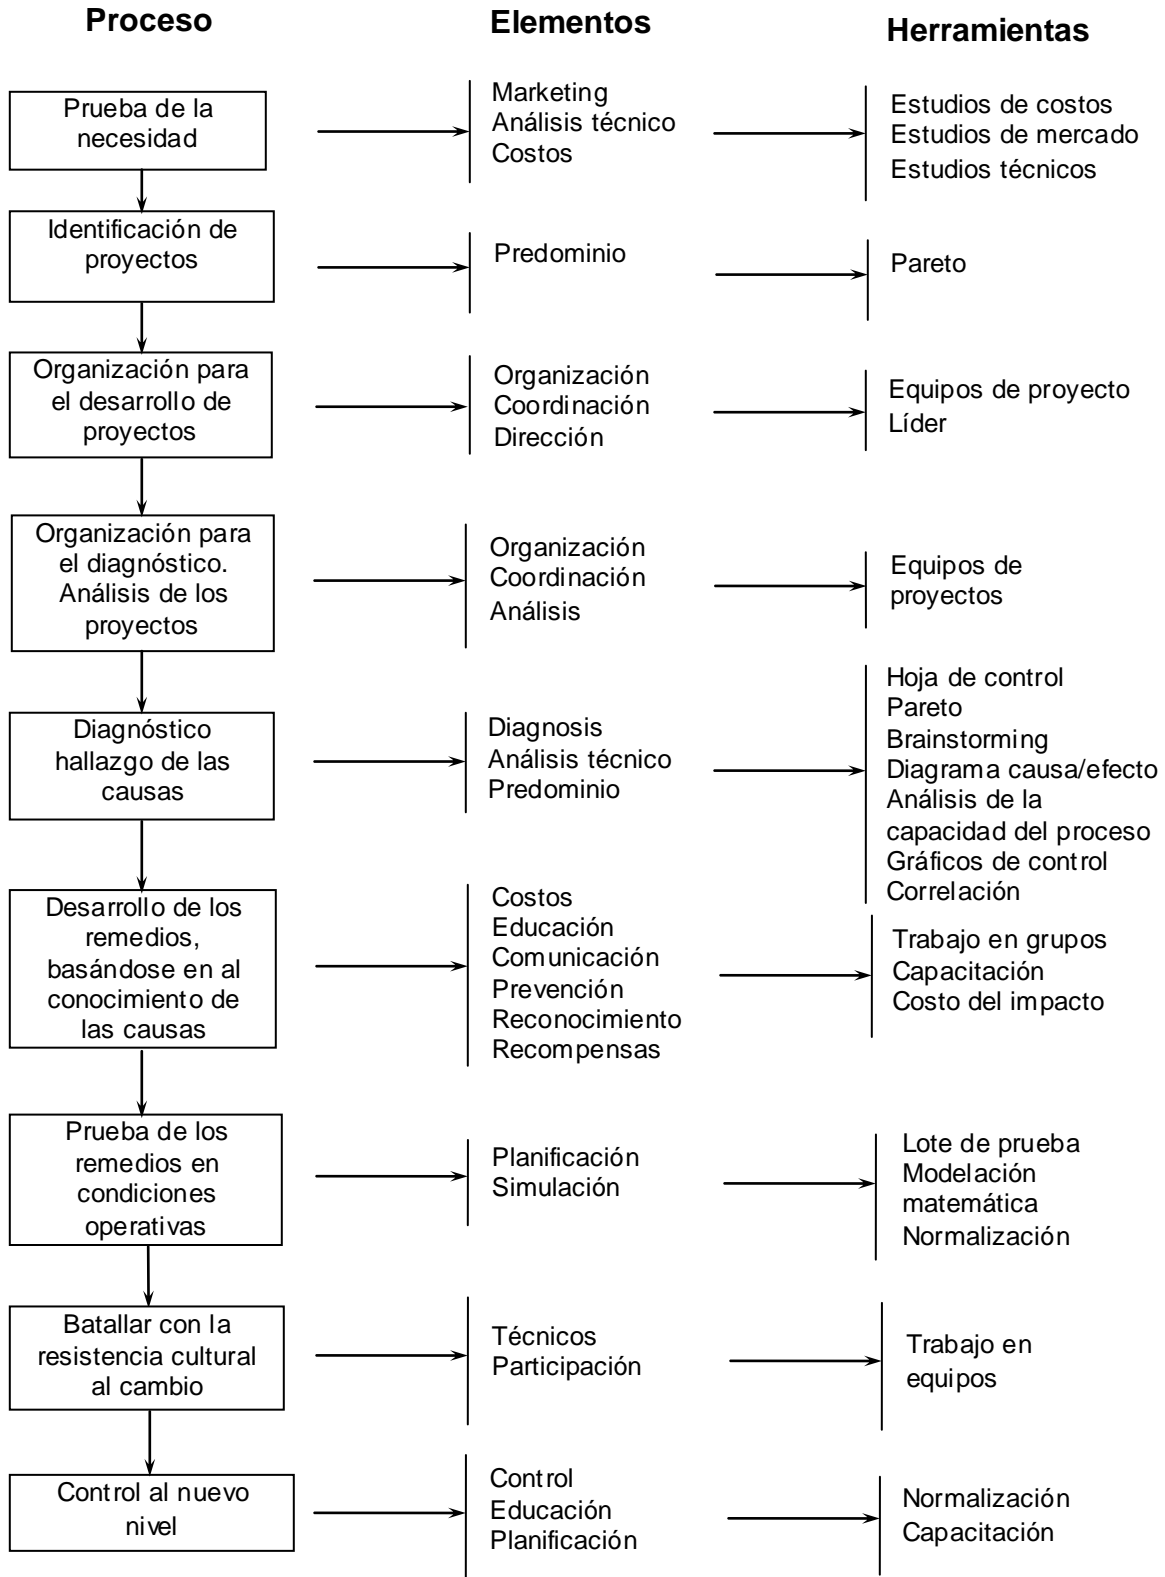 Proceso
Elementos
Herramientas
Prueba de la
necesidad
Marketing
Análisis técnico
Costos
Estudios de costos
Estudios de mercado
Estudios técnicos
Identificación de
proyectos
Predominio
Pareto
Organización para
el desarrollo de
proyectos
Organización
Coordinación
Dirección
Equipos de proyecto
Líder
Organización para
el diagnóstico.
Análisis de los
proyectos
Organización
Coordinación
Análisis
Equipos de
proyectos
Diagnóstico
hallazgo de las
causas
Diagnosis
Análisis técnico
Predominio
Hoja de control
Pareto
Brainstorming
Diagrama causa/efecto
Análisis de la
capacidad del proceso
Gráficos de control
Correlación
Desarrollo de los
remedios,
basándose en al
conocimiento de
las causas
Costos
Educación
Comunicación
Prevención
Reconocimiento
Recompensas
Trabajo en grupos
Capacitación
Costo del impacto
Prueba de los
remedios en
condiciones
operativas
Planificación
Simulación
Lote de prueba
Modelación
matemática
Normalización
Batallar con la
resistencia cultural
al cambio
Técnicos
Participación
Trabajo en
equipos
Control al nuevo
nivel
Control
Educación
Planificación
Normalización
Capacitación